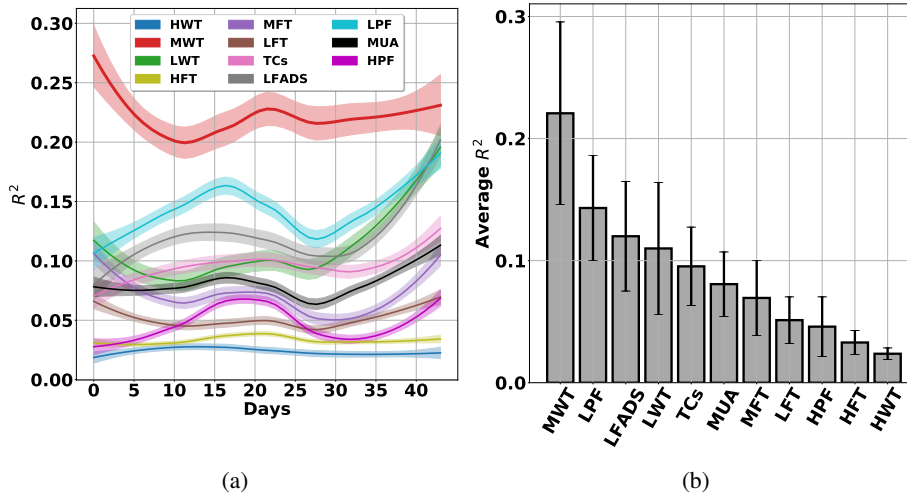 0.30
0.25
0.20
0.15
0.10
0.05
0.00
R²
HWT
MWT
LWT
HFT
MFT
LFT
TCs
LFADS
LPF
MUA
HPF
0 5 10 15 20 25 30 35 40
Days
(a)
0.3
0.2
0.1
0.0
Average R²
MWT LPF LFADS LWT TCs MUA MFT LFT HPF HFT HWT
(b)